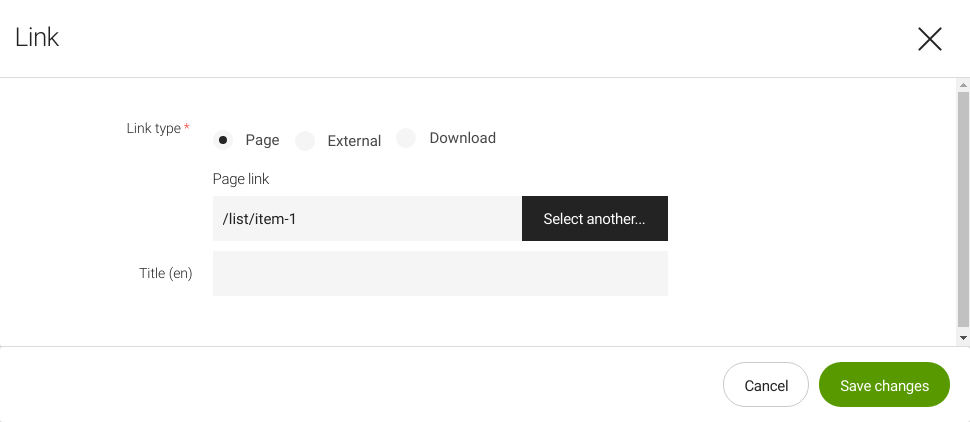 Link
Link type *
Page External Download
Page link
/list/item-1 Select another...
Title (en)
Cancel Save changes